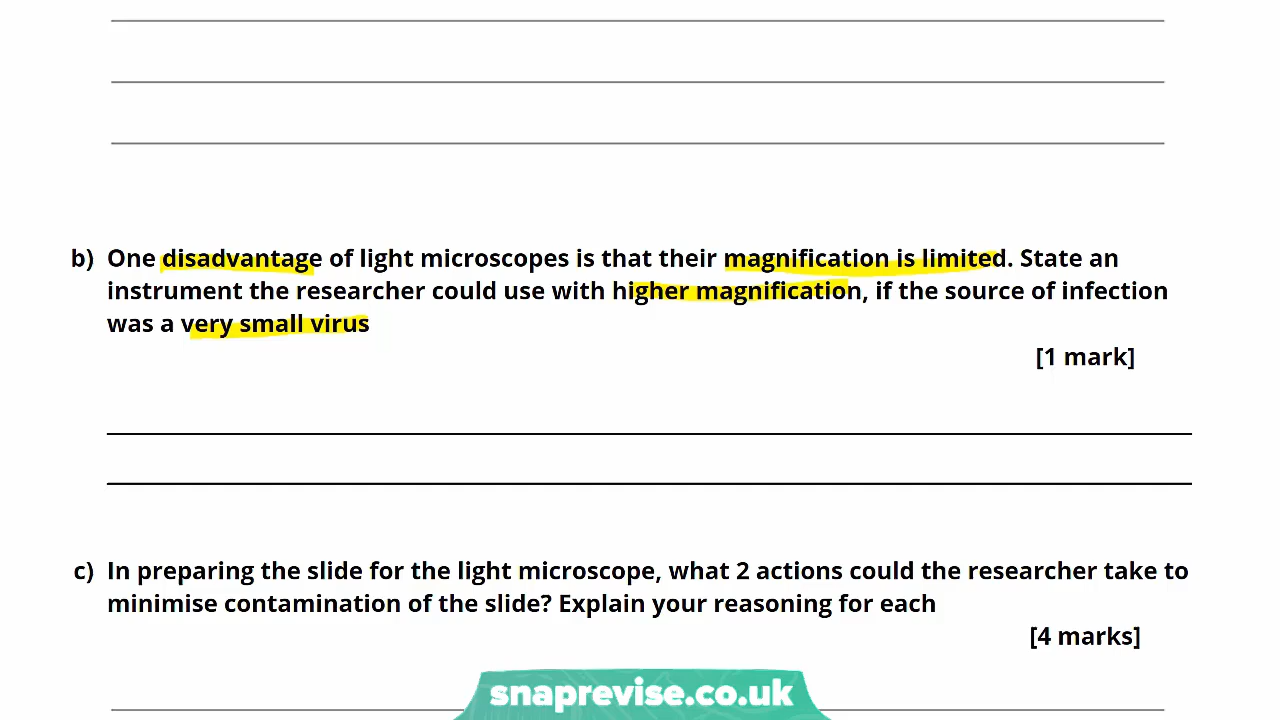 b) One disadvantage of light microscopes is that their magnification is limited. State an
instrument the researcher could use with higher magnification, if the source of infection
was a very small virus
[1 mark]
c) In preparing the slide for the light microscope, what 2 actions could the researcher take to
minimise contamination of the slide? Explain your reasoning for each
[4 marks]
snaprevise.co.uk